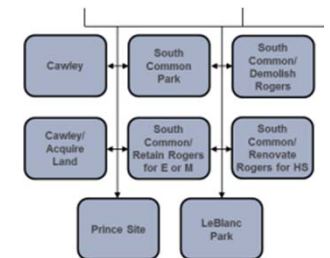 Cawley
South
Common
Park
South
Common/
Demolish
Rogers
Cawley/
Acquire
Land
South
Common/
Retain Rogers
for E or M
South
Common/
Renovate
Rogers for HS
Prince Site
LeBlanc
Park